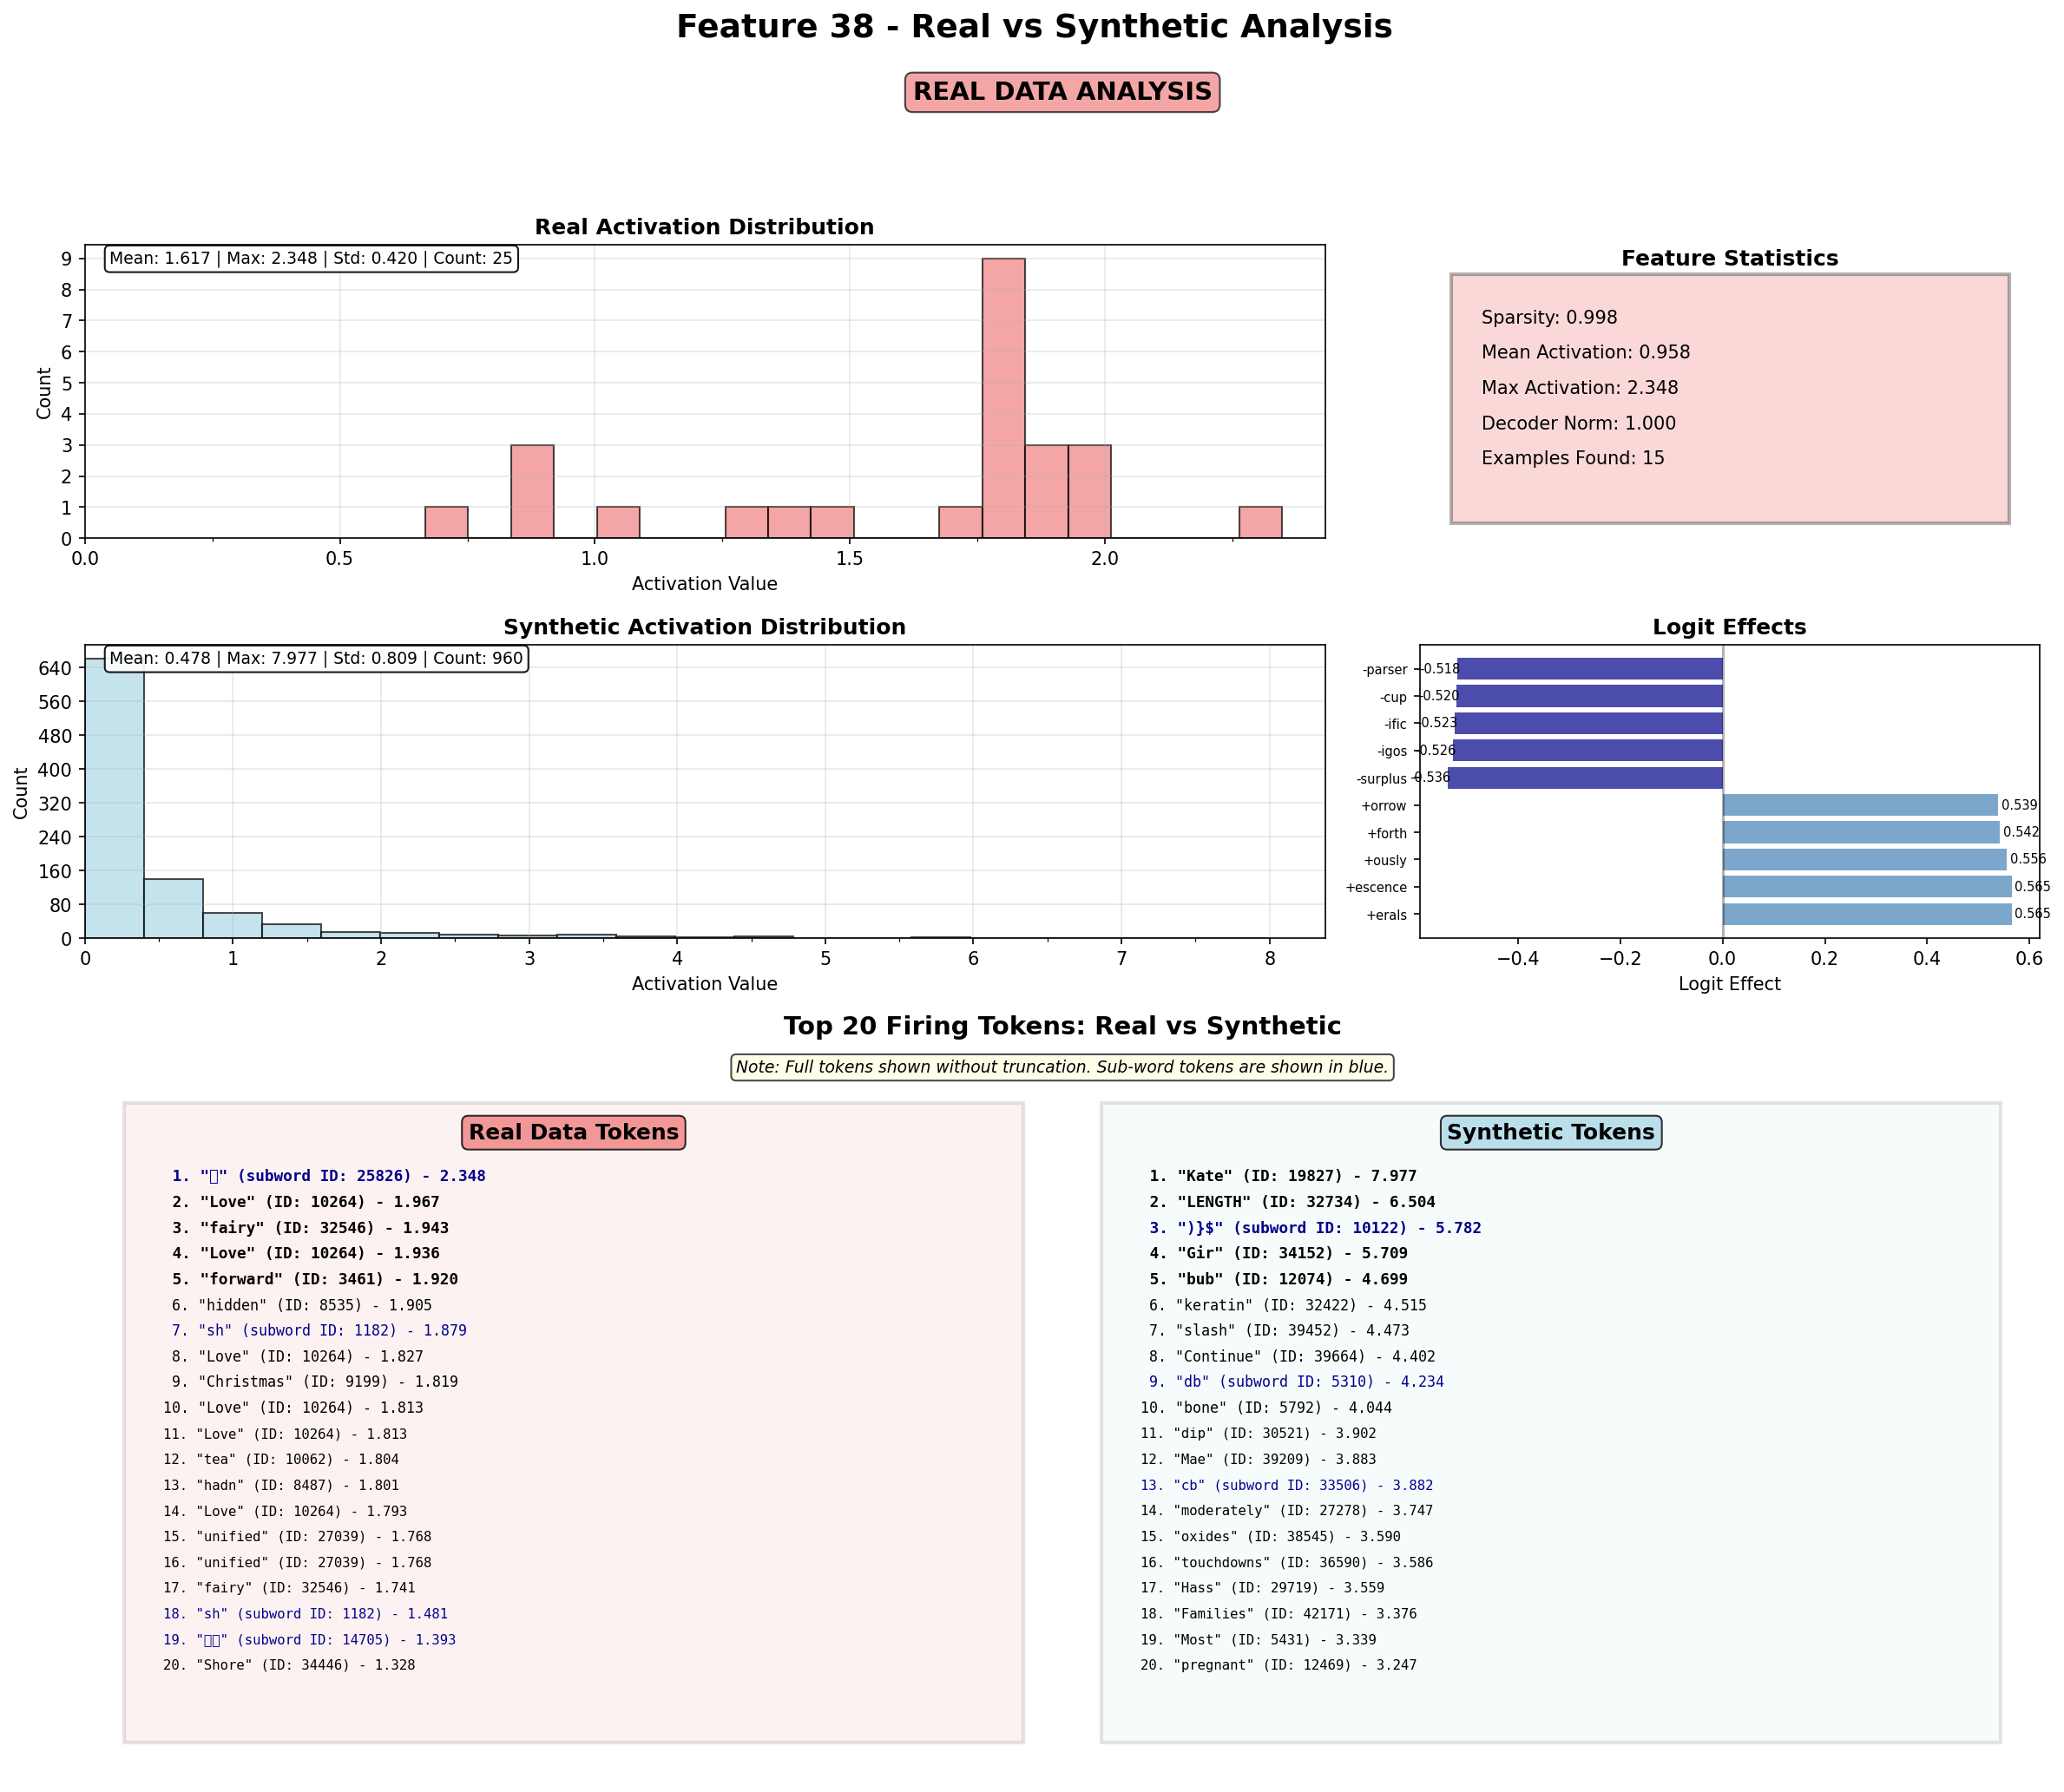 Feature 38 - Real vs Synthetic Analysis
REAL DATA ANALYSIS
Real Activation Distribution
Mean: 1.617 | Max: 2.348 | Std: 0.420 | Count: 25
9
8
7
6
5
4
3
2
1
0
Count
0.0 0.5 1.0 1.5 2.0
Activation Value
Feature Statistics
Sparsity: 0.998
Mean Activation: 0.958
Max Activation: 2.348
Decoder Norm: 1.000
Examples Found: 15
Synthetic Activation Distribution
Mean: 0.478 | Max: 7.977 | Std: 0.809 | Count: 960
640
560
480
400
320
240
160
80
0
Count
0 1 2 3 4 5 6 7 8
Activation Value
Logit Effects
-parser -0.518
-cup -0.520
-ific -0.523
-igos -0.526
-surplus -0.536
+orrow 0.539
+forth 0.542
+ously 0.556
+escence 0.565
+erals 0.565
−0.4 −0.2 0.0 0.2 0.4 0.6
Logit Effect
Top 20 Firing Tokens: Real vs Synthetic
Note: Full tokens shown without truncation. Sub-word tokens are shown in blue.
Real Data Tokens
1. "▯" (subword ID: 25826) - 2.348
2. "Love" (ID: 10264) - 1.967
3. "fairy" (ID: 32546) - 1.943
4. "Love" (ID: 10264) - 1.936
5. "forward" (ID: 3461) - 1.920
6. "hidden" (ID: 8535) - 1.905
7. "sh" (subword ID: 1182) - 1.879
8. "Love" (ID: 10264) - 1.827
9. "Christmas" (ID: 9199) - 1.819
10. "Love" (ID: 10264) - 1.813
11. "Love" (ID: 10264) - 1.813
12. "tea" (ID: 10062) - 1.804
13. "hadn" (ID: 8487) - 1.801
14. "Love" (ID: 10264) - 1.793
15. "unified" (ID: 27039) - 1.768
16. "unified" (ID: 27039) - 1.768
17. "fairy" (ID: 32546) - 1.741
18. "sh" (subword ID: 1182) - 1.481
19. "▯▯" (subword ID: 14705) - 1.393
20. "Shore" (ID: 34446) - 1.328
Synthetic Tokens
1. "Kate" (ID: 19827) - 7.977
2. "LENGTH" (ID: 32734) - 6.504
3. ")}$" (subword ID: 10122) - 5.782
4. "Gir" (ID: 34152) - 5.709
5. "bub" (ID: 12074) - 4.699
6. "keratin" (ID: 32422) - 4.515
7. "slash" (ID: 39452) - 4.473
8. "Continue" (ID: 39664) - 4.402
9. "db" (subword ID: 5310) - 4.234
10. "bone" (ID: 5792) - 4.044
11. "dip" (ID: 30521) - 3.902
12. "Mae" (ID: 39209) - 3.883
13. "cb" (subword ID: 33506) - 3.882
14. "moderately" (ID: 27278) - 3.747
15. "oxides" (ID: 38545) - 3.590
16. "touchdowns" (ID: 36590) - 3.586
17. "Hass" (ID: 29719) - 3.559
18. "Families" (ID: 42171) - 3.376
19. "Most" (ID: 5431) - 3.339
20. "pregnant" (ID: 12469) - 3.247